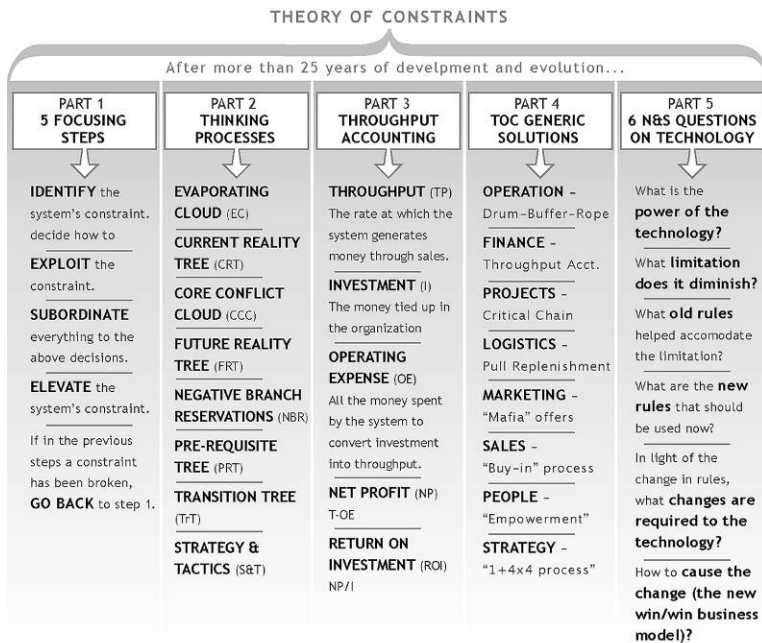 THEORY OF CONSTRAINTS
After more than 25 years of develpment and evolution...
PART 1
5 FOCUSING
STEPS
IDENTIFY the
system's constraint.
decide how to
EXPLOIT the
constraint.
SUBORDINATE
everything to the
above decisions.
ELEVATE the
system's constraint.
If in the previous
steps a constraint
has been broken,
GO BACK to step 1.
PART 2
THINKING
PROCESSES
EVAPORATING
CLOUD (EC)
CURRENT REALITY
TREE (CRT)
CORE CONFLICT
CLOUD (CCC)
FUTURE REALITY
TREE (FRT)
NEGATIVE BRANCH
RESERVATIONS (NBR)
PRE-REQUISITE
TREE (PRT)
TRANSITION TREE
(TrT)
STRATEGY &
TACTICS (S&T)
PART 3
THROUGHPUT
ACCOUNTING
THROUGHPUT (TP)
The rate at which the
system generates
money through sales.
INVESTMENT (I)
The money tied up in
the organization
OPERATING
EXPENSE (OE)
All the money spent
by the system to
convert investment
into throughput.
NET PROFIT (NP)
T-OE
RETURN ON
INVESTMENT (ROI)
NP/I
PART 4
TOC GENERIC
SOLUTIONS
OPERATION –
Drum-Buffer-Rope
FINANCE –
Throughput Acct.
PROJECTS –
Critical Chain
LOGISTICS –
Pull Replenishment
MARKETING –
"Mafia" offers
SALES –
"Buy-in" process
PEOPLE –
"Empowerment"
STRATEGY –
"1+4x4 process"
PART 5
6 N&S QUESTIONS
ON TECHNOLOGY
What is the
power of the
technology?
What limitation
does it diminish?
What old rules
helped accomodate
the limitation?
What are the new
rules that should
be used now?
In light of the
change in rules,
what changes are
required to the
technology?
How to cause the
change (the new
win/win business
model)?